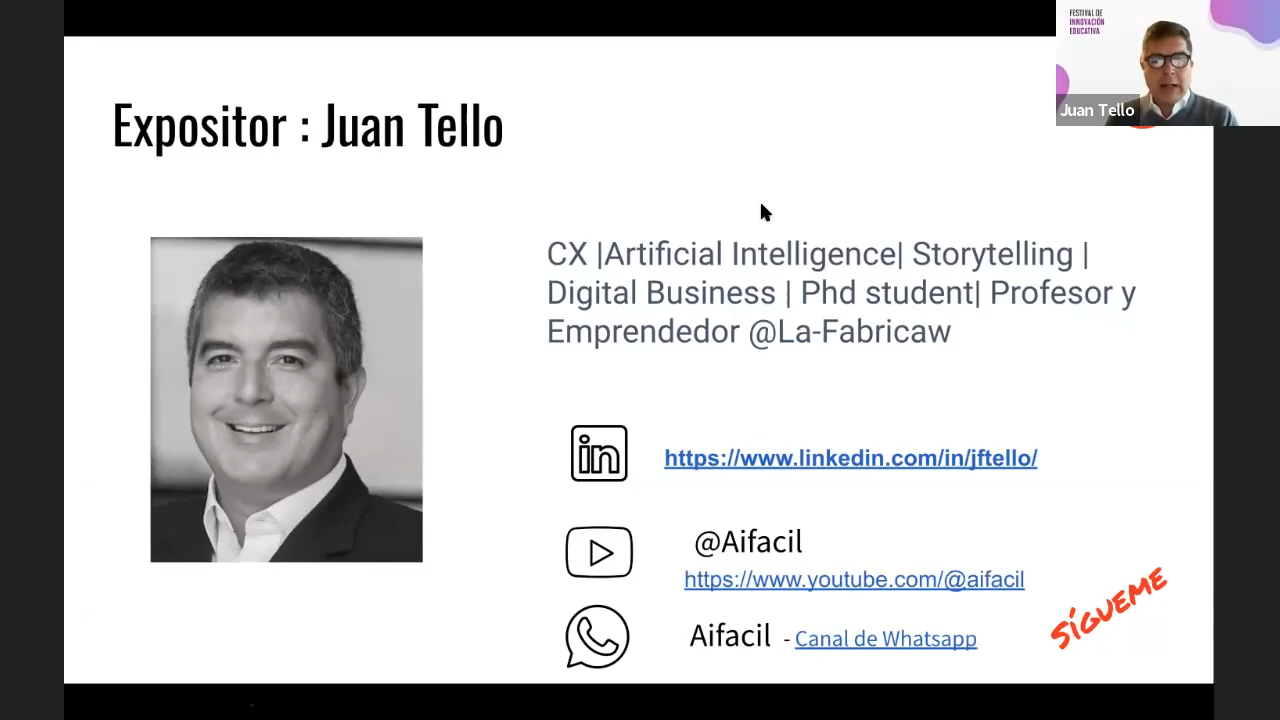 FESTIVAL DE
INNOVACIÓN
EDUCATIVA
Juan Tello
Expositor : Juan Tello
CX |Artificial Intelligence| Storytelling |
Digital Business | Phd student| Profesor y
Emprendedor @La-Fabricaw
in
https://www.linkedin.com/in/jftello/
@Aifacil
https://www.youtube.com/@aifacil
Aifacil - Canal de Whatsapp
SÍGUEME